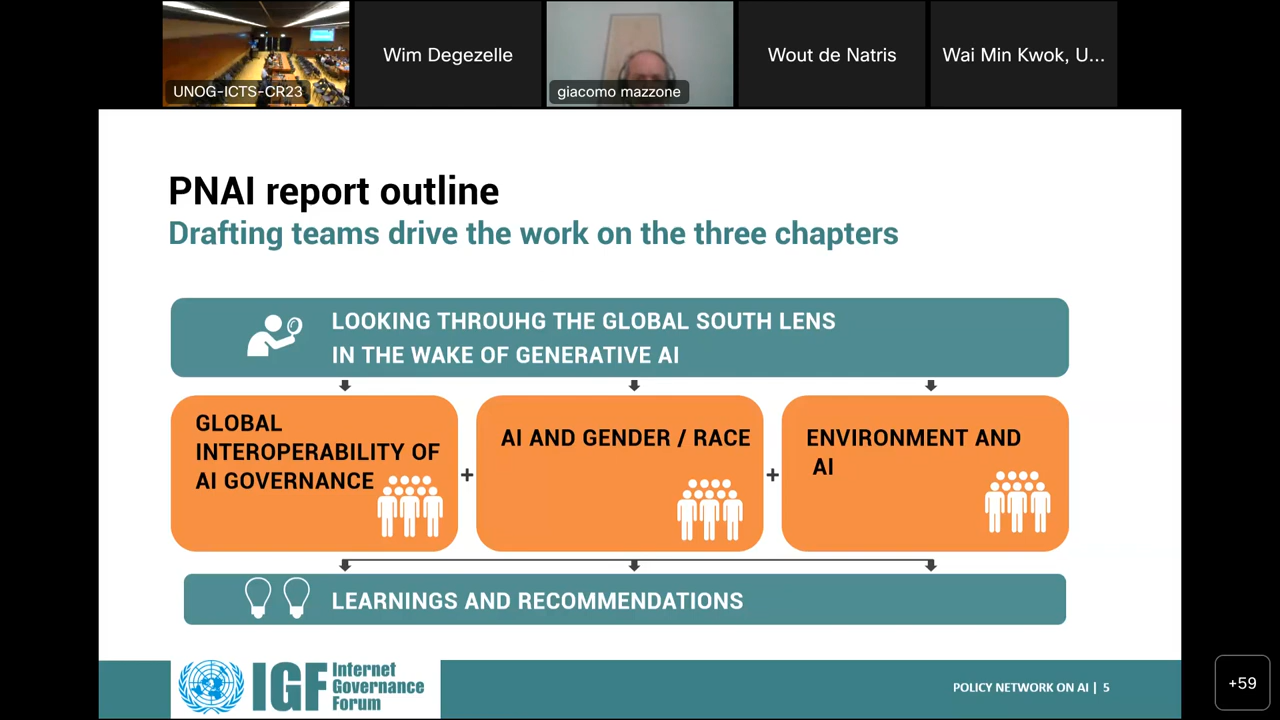 UNOG-ICTS-CR23
Wim Degezelle
giacomo mazzone
Wout de Natris
Wai Min Kwok, U...
PNAI report outline
Drafting teams drive the work on the three chapters
LOOKING THROUHG THE GLOBAL SOUTH LENS
IN THE WAKE OF GENERATIVE AI
GLOBAL
INTEROPERABILITY OF
AI GOVERNANCE
+
AI AND GENDER / RACE
+
ENVIRONMENT AND
AI
LEARNINGS AND RECOMMENDATIONS
IGF
Internet
Governance
Forum
POLICY NETWORK ON AI | 5
+59